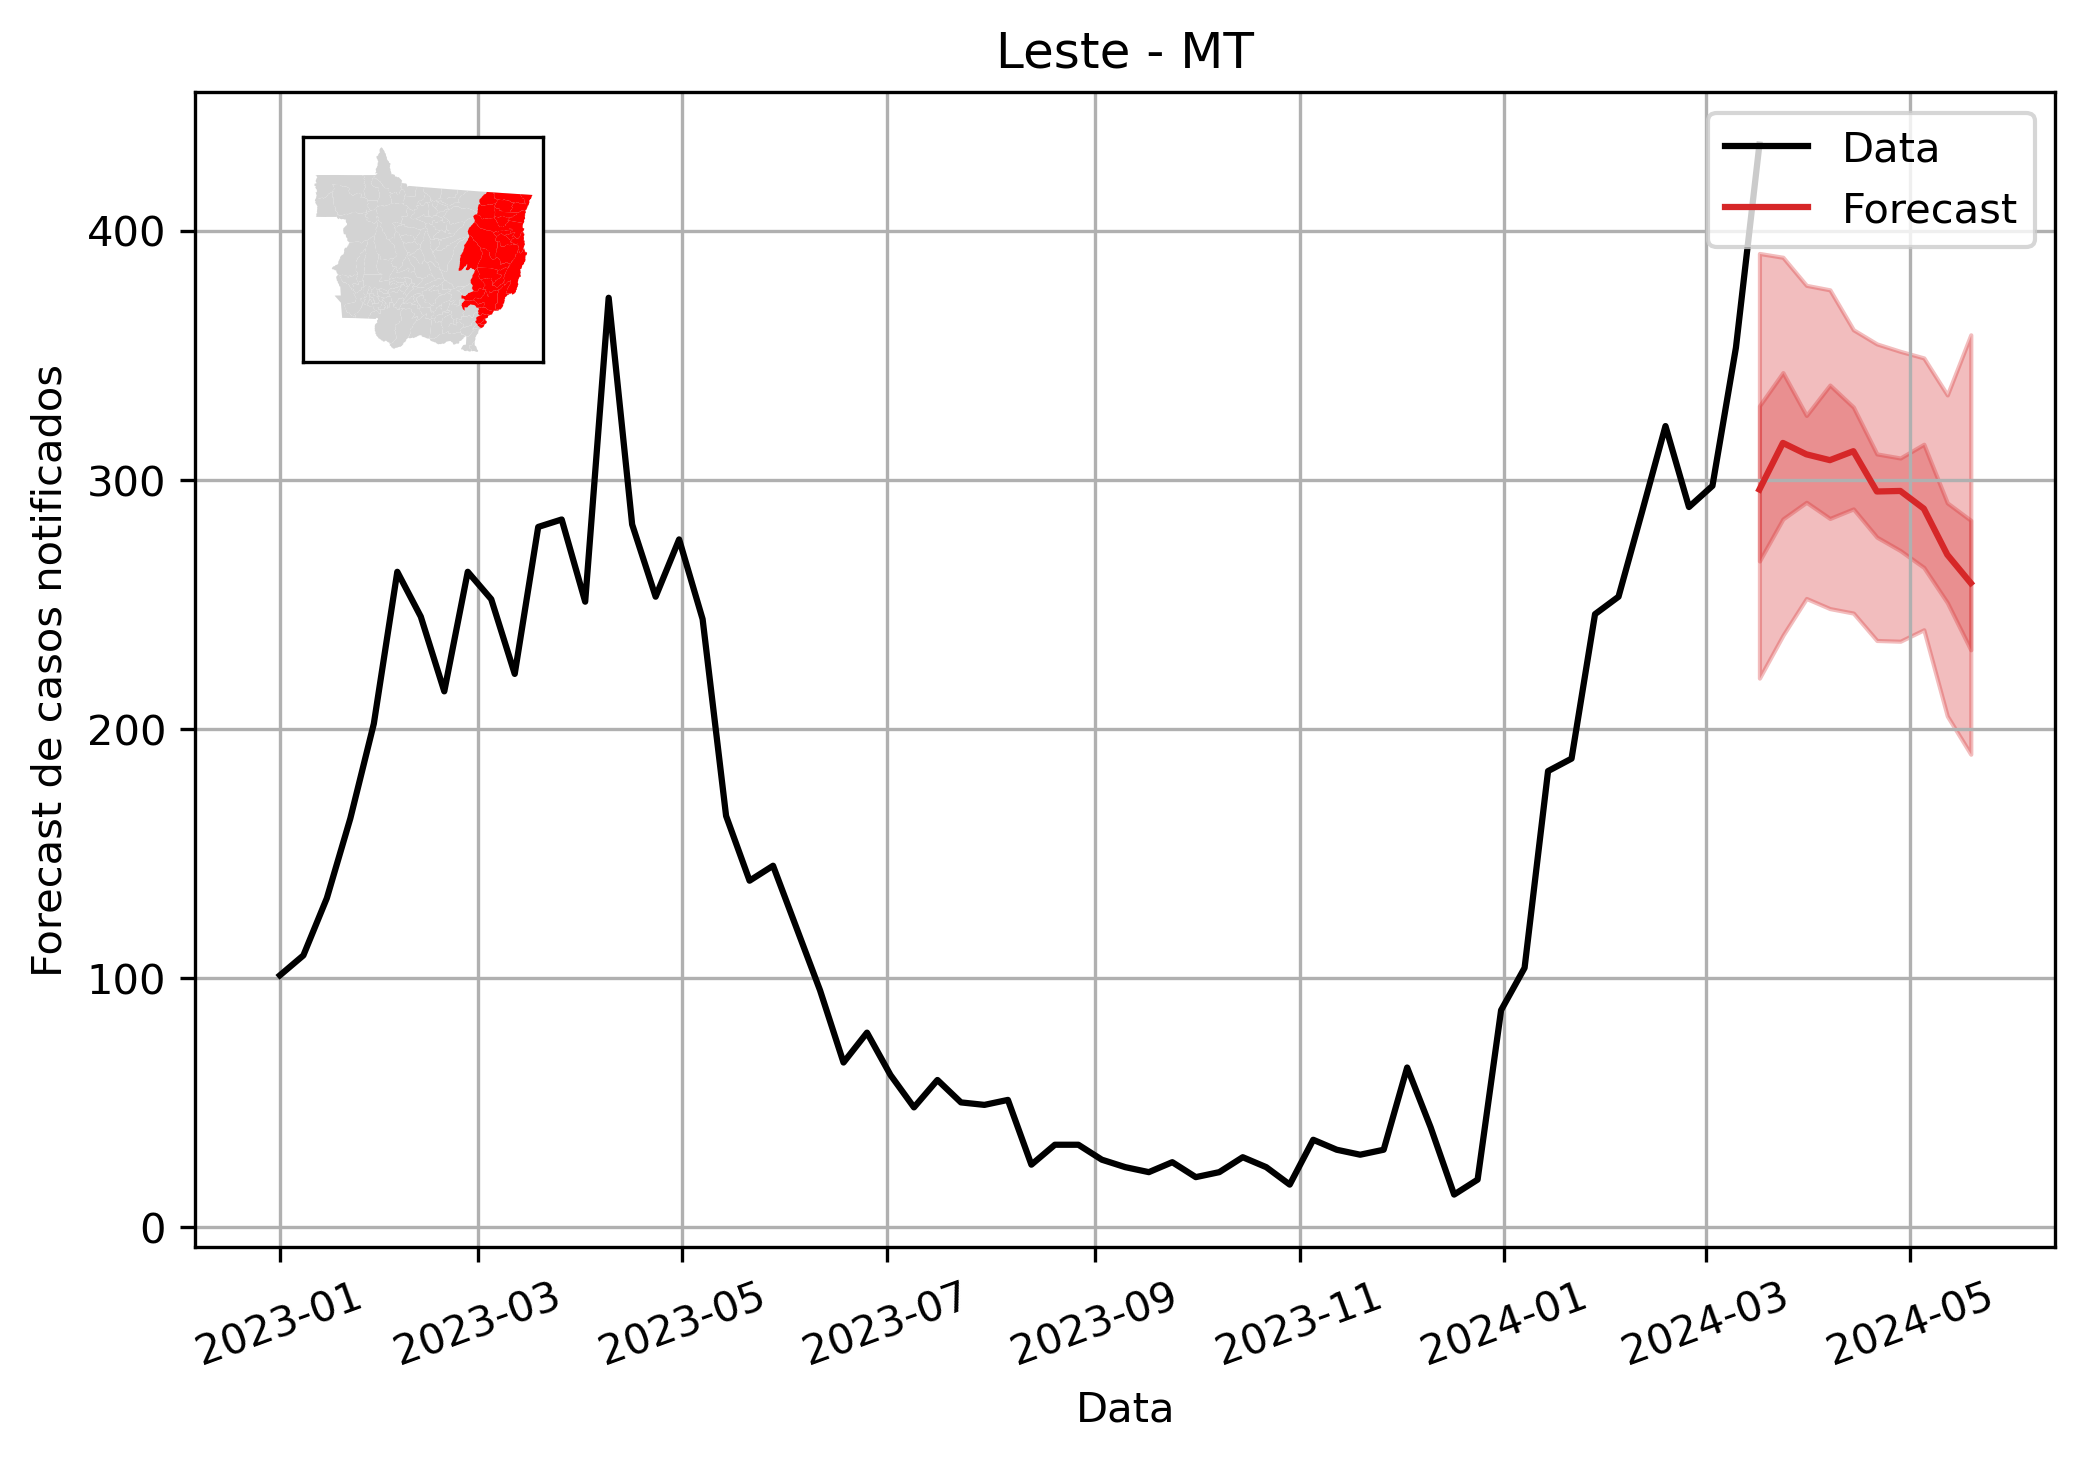 Leste - MT
Data
Forecast
Forecast de casos notificados
400
300
200
100
0
2023-01
2023-03
2023-05
2023-07
2023-09
2023-11
2024-01
2024-03
2024-05
Data